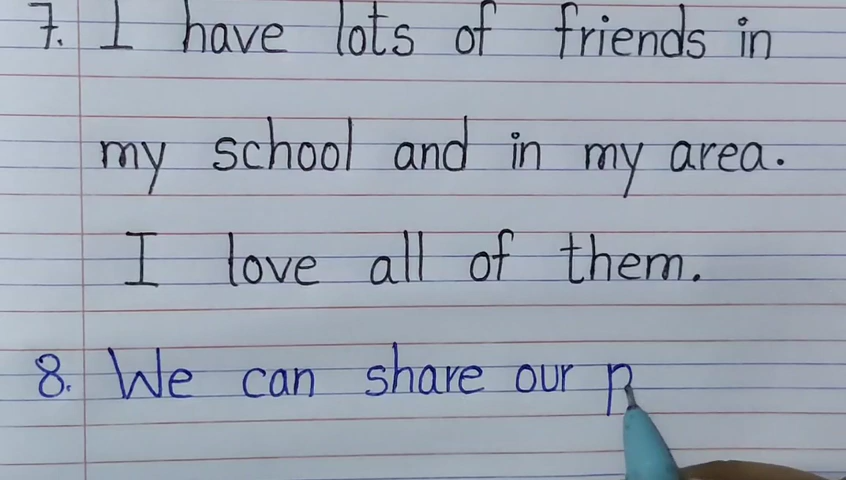 7. I have lots of friends in
my school and in my area.
I love all of them.
8. We can share our p